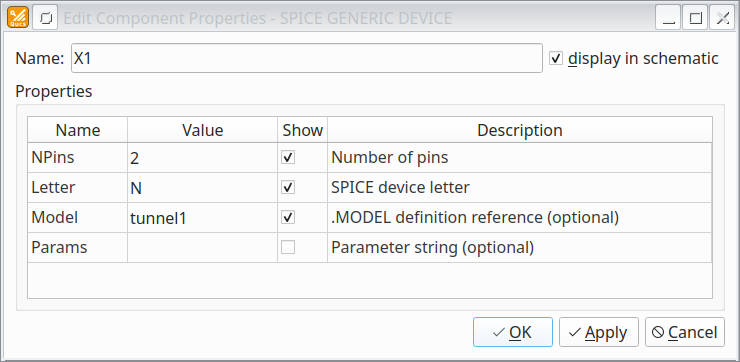 Qucs Edit Component Properties - SPICE GENERIC DEVICE
Name: X1 display in schematic
Properties
Name Value Show Description
NPins 2 Number of pins
Letter N SPICE device letter
Model tunnel1 .MODEL definition reference (optional)
Params Parameter string (optional)
OK Apply Cancel